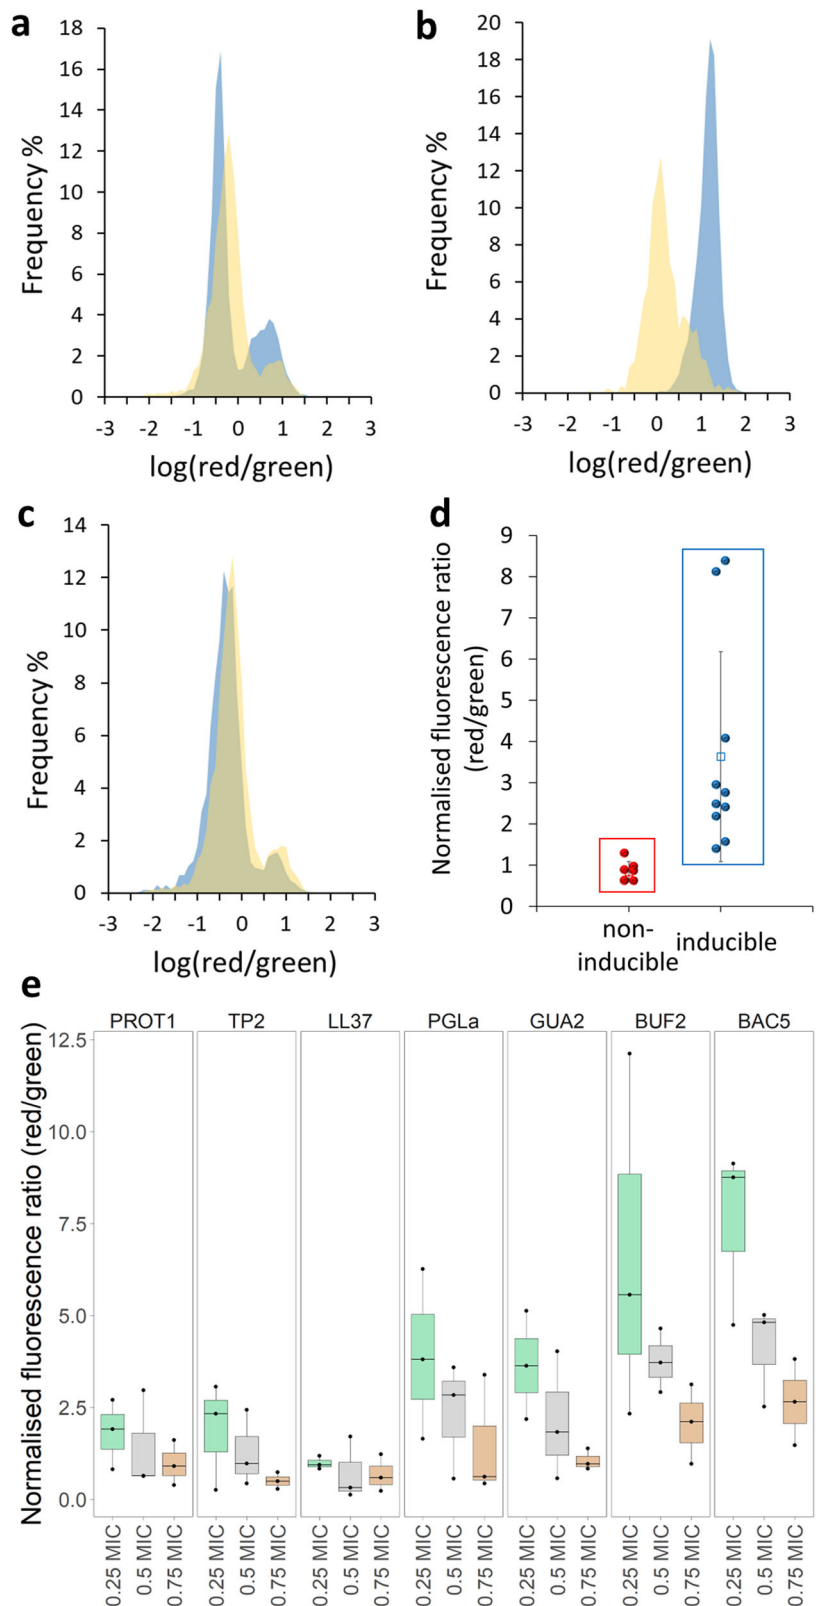 a
18
16
14
12
10
8
6
4
2
0
Frequency %
-3 -2 -1 0 1 2 3
log(red/green)
b
20
18
16
14
12
10
8
6
4
2
0
Frequency %
-3 -2 -1 0 1 2 3
log(red/green)
c
14
12
10
8
6
4
2
0
Frequency %
-3 -2 -1 0 1 2 3
log(red/green)
d
9
8
7
6
5
4
3
2
1
0
Normalised fluorescence ratio
(red/green)
non-
inducible
inducible
e
Normalised fluorescence ratio (red/green)
PROT1 TP2 LL37 PGLa GUA2 BUF2 BAC5
12.5
10.0
7.5
5.0
2.5
0.0
0.25 MIC 0.5 MIC 0.75 MIC 0.25 MIC 0.5 MIC 0.75 MIC 0.25 MIC 0.5 MIC 0.75 MIC 0.25 MIC 0.5 MIC 0.75 MIC 0.25 MIC 0.5 MIC 0.75 MIC 0.25 MIC 0.5 MIC 0.75 MIC 0.25 MIC 0.5 MIC 0.75 MIC